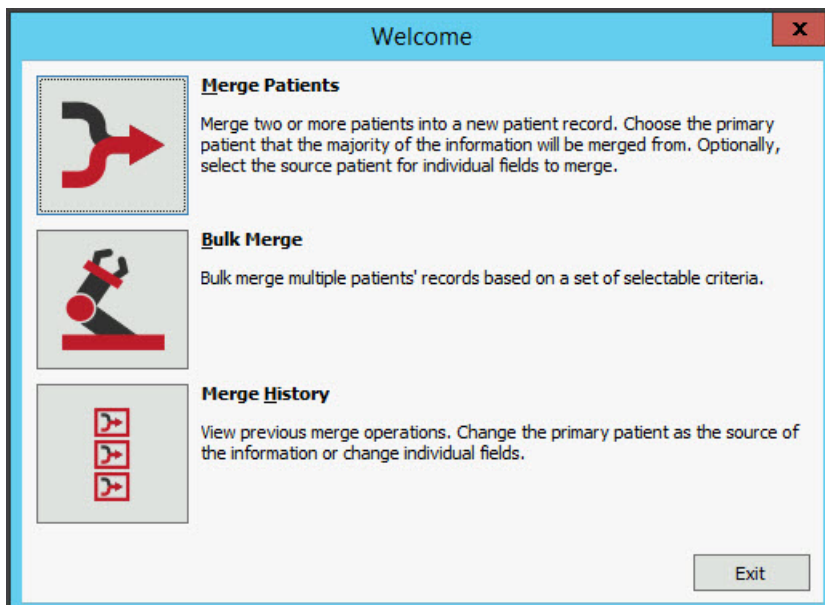 Welcome
x
Merge Patients
Merge two or more patients into a new patient record. Choose the primary
patient that the majority of the information will be merged from. Optionally,
select the source patient for individual fields to merge.
Bulk Merge
Bulk merge multiple patients' records based on a set of selectable criteria.
Merge History
View previous merge operations. Change the primary patient as the source of
the information or change individual fields.
Exit